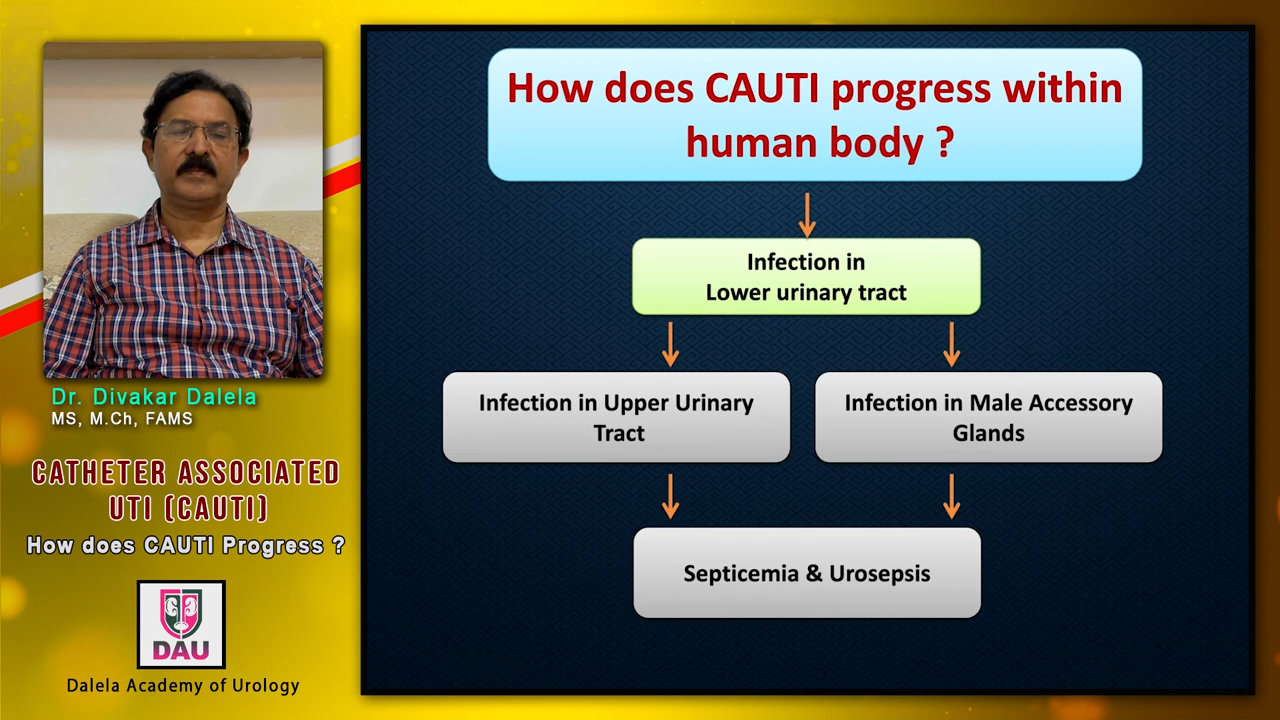 Dr. Divakar Dalela
MS, M.Ch, FAMS
CATHETER ASSOCIATED
UTI (CAUTI)
How does CAUTI Progress ?
DAU
Dalela Academy of Urology
How does CAUTI progress within
human body ?
Infection in
Lower urinary tract
Infection in Upper Urinary
Tract
Infection in Male Accessory
Glands
Septicemia & Urosepsis